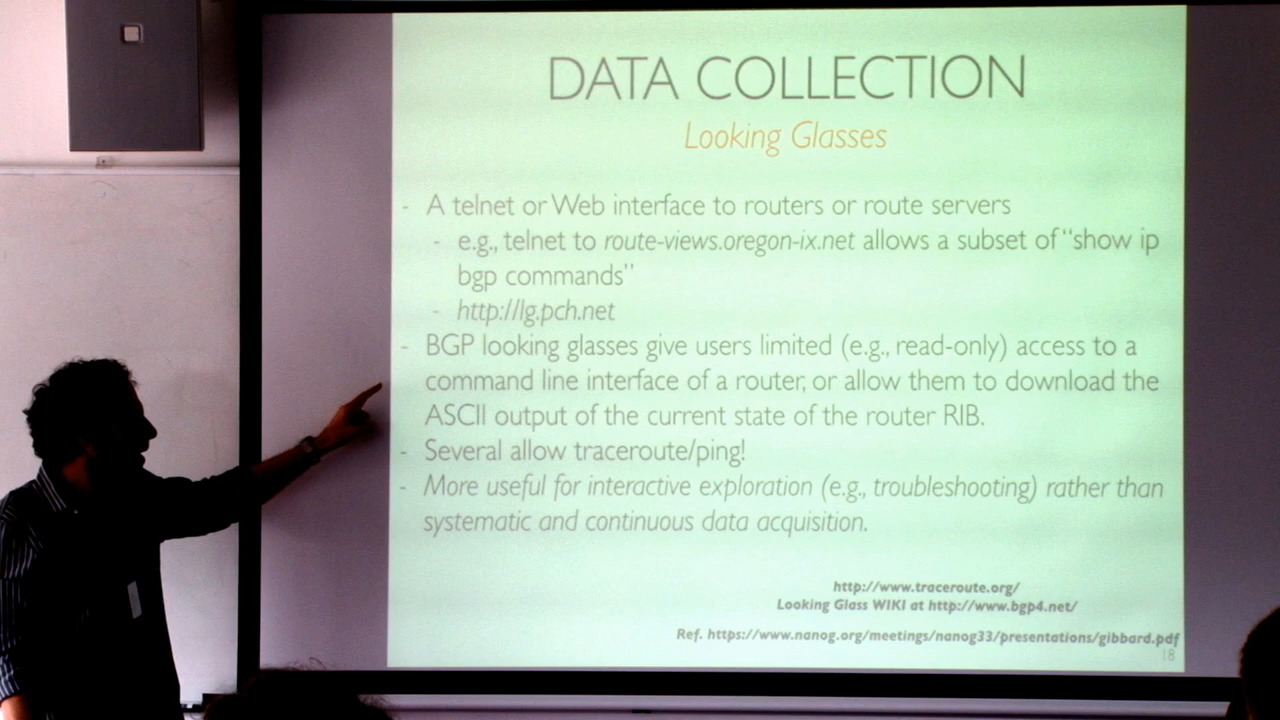 DATA COLLECTION
Looking Glasses
- A telnet or Web interface to routers or route servers
- e.g., telnet to route-views.oregon-ix.net allows a subset of "show ip
bgp commands"
- http://lg.pch.net
- BGP looking glasses give users limited (e.g., read-only) access to a
command line interface of a router, or allow them to download the
ASCII output of the current state of the router RIB.
- Several allow traceroute/ping!
- More useful for interactive exploration (e.g., troubleshooting) rather than
systematic and continuous data acquisition.
http://www.traceroute.org/
Looking Glass WIKI at http://www.bgp4.net/
Ref. https://www.nanog.org/meetings/nanog33/presentations/gibbard.pdf
18